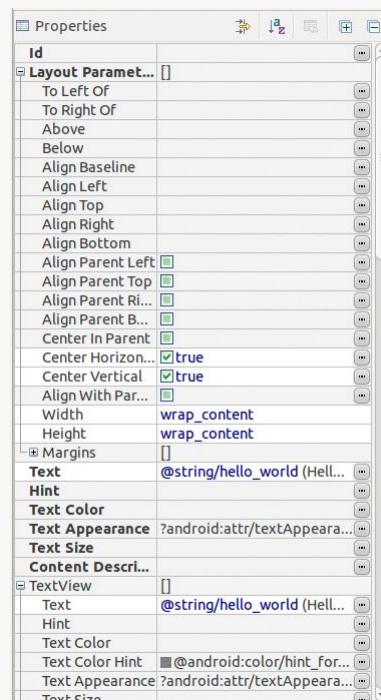 Properties
Id
Layout Paramet... []
To Left Of
To Right Of
Above
Below
Align Baseline
Align Left
Align Top
Align Right
Align Bottom
Align Parent Left
Align Parent Top
Align Parent Ri...
Align Parent B...
Center In Parent
Center Horizon... true
Center Vertical true
Align With Par...
Width wrap_content
Height wrap_content
Margins []
Text @string/hello_world (Hell...
Hint
Text Color
Text Appearance ?android:attr/textAppeara...
Text Size
Content Descri...
TextView []
Text @string/hello_world (Hell...
Hint
Text Color
Text Color Hint @android:color/hint_for...
Text Appearance ?android:attr/textAppeara...
Text Size